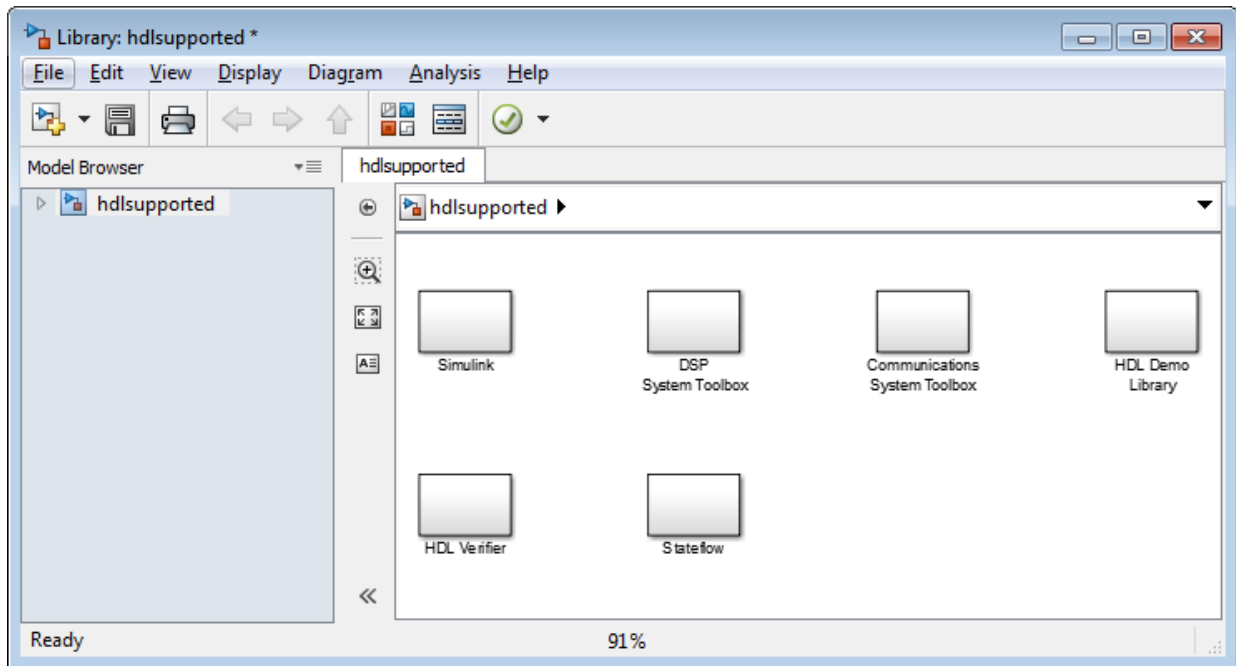 Library: hdlsupported *
File Edit View Display Diagram Analysis Help
Model Browser
hdlsupported
hdlsupported
hdlsupported
Simulink
DSP
System Toolbox
Communications
System Toolbox
HDL Demo
Library
HDL Verifier
Stateflow
Ready
91%